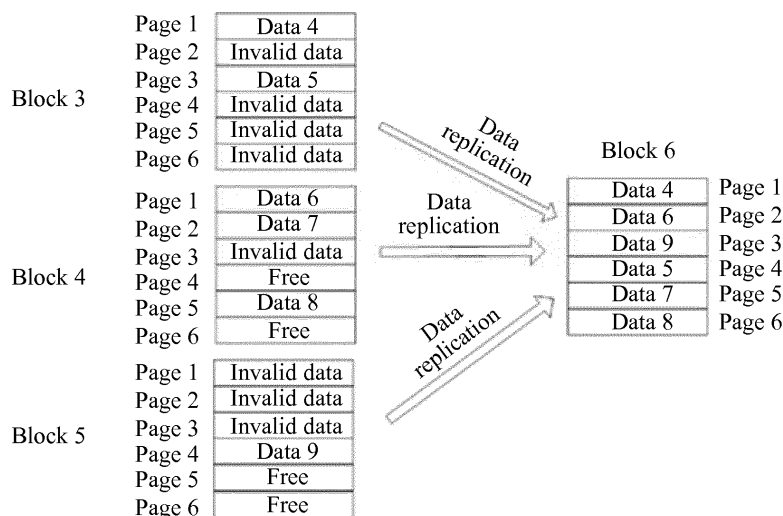 Page 1 Data 4
Page 2 Invalid data
Block 3 Page 3 Data 5
Page 4 Invalid data
Page 5 Invalid data
Page 6 Invalid data
Data replication
Block 6
Page 1 Data 6
Page 2 Data 7
Block 4 Page 3 Invalid data
Page 4 Free
Page 5 Data 8
Page 6 Free
Data
replication
Data 4 Page 1
Data 6 Page 2
Data 9 Page 3
Data 5 Page 4
Data 7 Page 5
Data 8 Page 6
Page 1 Invalid data
Page 2 Invalid data
Block 5 Page 3 Invalid data
Page 4 Data 9
Page 5 Free
Page 6 Free
Data
replication